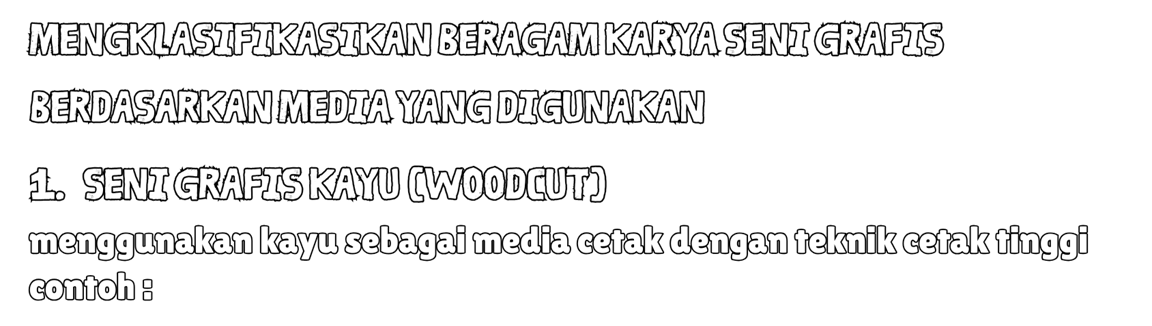 MENGKLASIFIKASIKAN BERAGAM KARYA SENI GRAFIS
BERDASARKAN MEDIA YANG DIGUNAKAN
1. SENI GRAFIS KAYU (WOODCUT)
menggunakan kayu sebagai media cetak dengan teknik cetak tinggi
contoh :